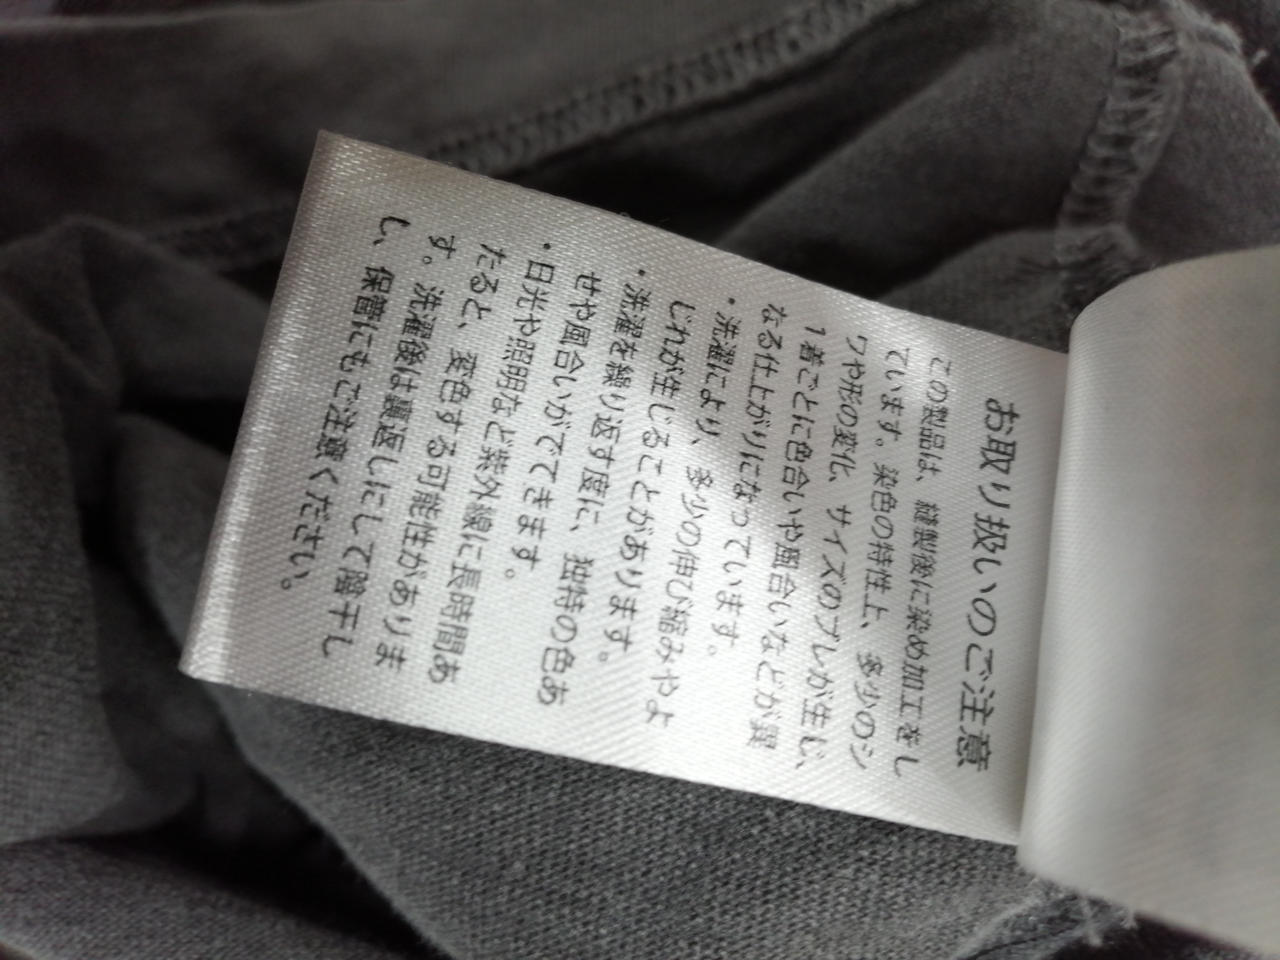 お取り扱いのご注意
この製品は、縫製後に染め加工をし
ています。染色の特性上、多少のシ
ワや形の変化、サイズのブレが生じ、
1着ごとに色合いや風合いなどが異
なる仕上がりになっています。
・洗濯により、多少の伸び縮みやよ
じれが生じることがあります。
・洗濯を繰り返す度に、独特の色あ
せや風合いがでてきます。
・日光や照明など紫外線に長時間あ
たると、変色する可能性がありま
す。洗濯後は裏返しにして陰干し
し、保管にもご注意ください。